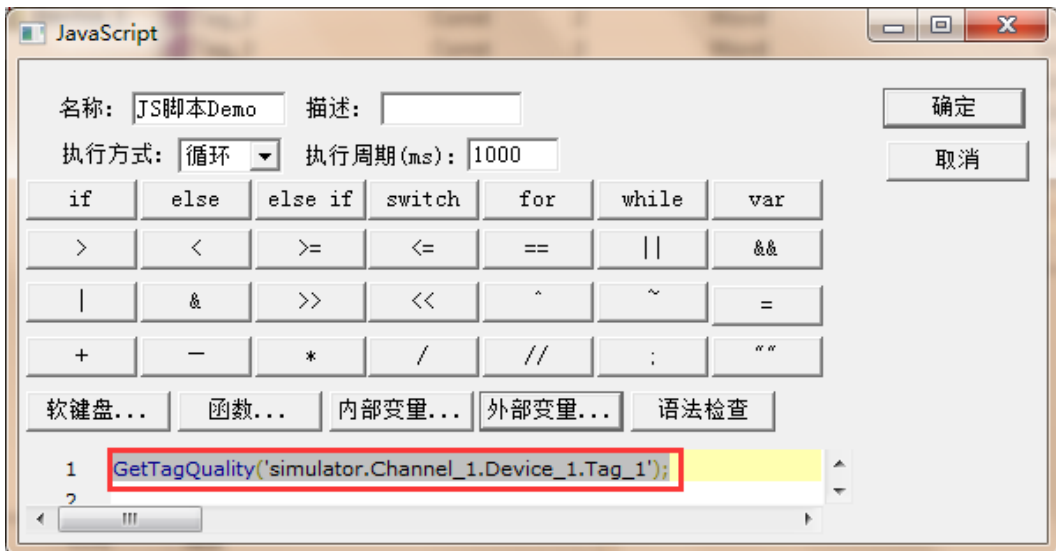 JavaScript
名称: JS脚本Demo 描述:
确定
执行方式: 循环 执行周期(ms): 1000
取消
if else else if switch for while var
> < >= <= == || &&
| & >> << ^ ~ =
+ — * / // ; ""
软键盘... 函数... 内部变量... 外部变量... 语法检查
1 GetTagQuality('simulator.Channel_1.Device_1.Tag_1');
2